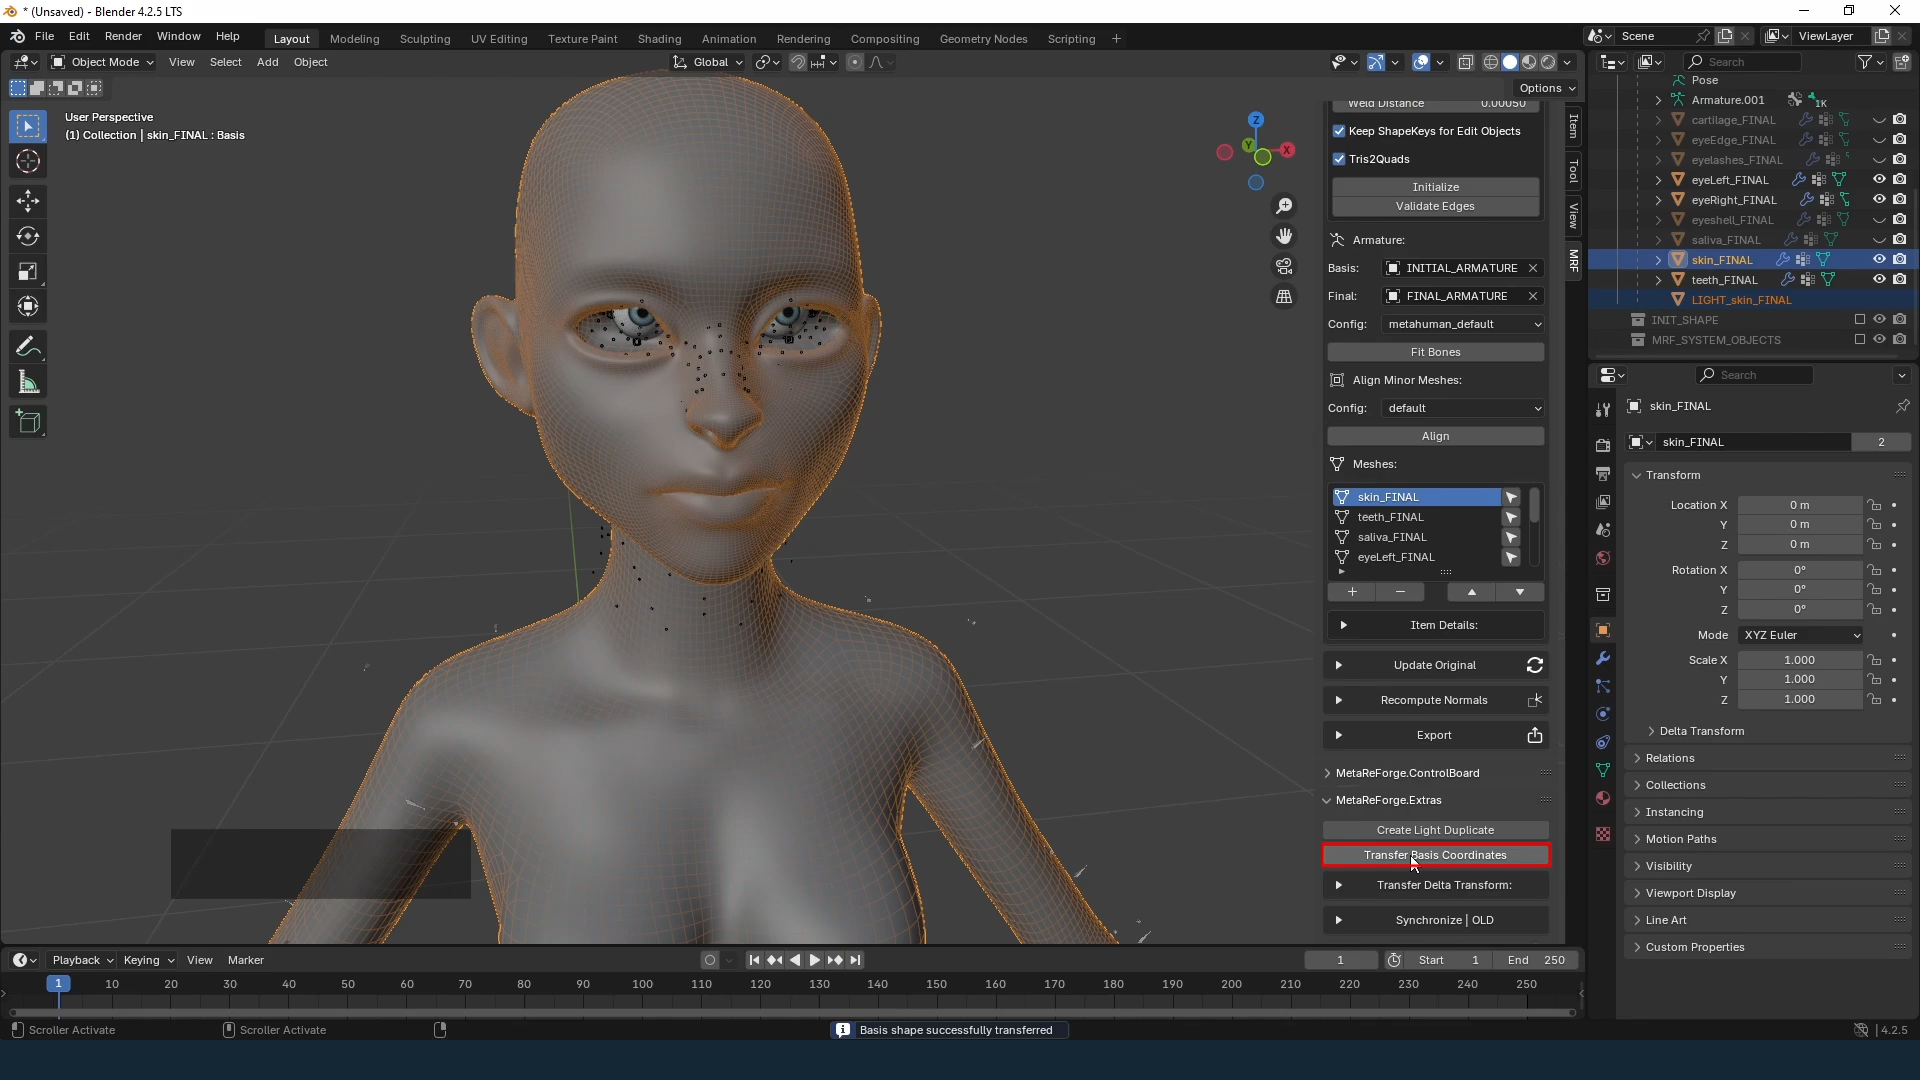 * (Unsaved) - Blender 4.2.5 LTS
File Edit Render Window Help Layout Modeling Sculpting UV Editing Texture Paint Shading Animation Rendering Compositing Geometry Nodes Scripting + Scene ViewLayer
Object Mode View Select Add Object Global Search
Options
User Perspective
(1) Collection | skin_FINAL : Basis
Z
Y
X
Weld Distance 0.00050
Keep ShapeKeys for Edit Objects
Tris2Quads
Initialize
Validate Edges
Armature:
Basis: INITIAL_ARMATURE
Final: FINAL_ARMATURE
Config: metahuman_default
Fit Bones
Align Minor Meshes:
Config: default
Align
Meshes:
skin_FINAL
teeth_FINAL
saliva_FINAL
eyeLeft_FINAL
Item Details:
Update Original
Recompute Normals
Export
MetaReForge.ControlBoard
MetaReForge.Extras
Create Light Duplicate
Transfer Basis Coordinates
Transfer Delta Transform:
Synchronize | OLD
Item
Tool
View
MRF
Pose
Armature.001 1K
cartilage_FINAL
eyeEdge_FINAL
eyelashes_FINAL
eyeLeft_FINAL
eyeRight_FINAL
eyeshell_FINAL
saliva_FINAL
skin_FINAL
teeth_FINAL
LIGHT_skin_FINAL
INIT_SHAPE
MRF_SYSTEM_OBJECTS
Search
skin_FINAL
skin_FINAL 2
Transform
Location X 0 m
Y 0 m
Z 0 m
Rotation X 0°
Y 0°
Z 0°
Mode XYZ Euler
Scale X 1.000
Y 1.000
Z 1.000
Delta Transform
Relations
Collections
Instancing
Motion Paths
Visibility
Viewport Display
Line Art
Custom Properties
Playback Keying View Marker 1 Start 1 End 250
1 10 20 30 40 50 60 70 80 90 100 110 120 130 140 150 160 170 180 190 200 210 220 230 240 250
Scroller Activate Scroller Activate Basis shape successfully transferred 4.2.5